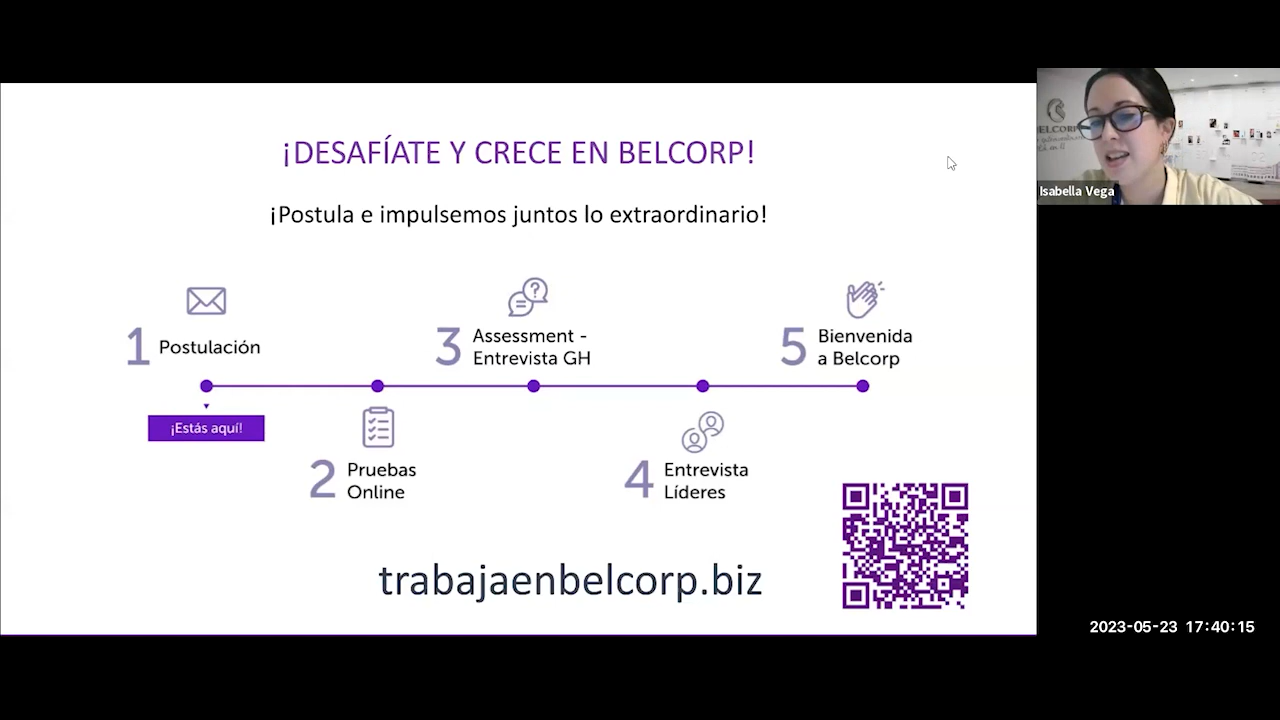 ¡DESAFÍATE Y CRECE EN BELCORP!
¡Postula e impulsemos juntos lo extraordinario!
1 Postulación
¡Estás aquí!
2 Pruebas
Online
3 Assessment -
Entrevista GH
4 Entrevista
Líderes
5 Bienvenida
a Belcorp
trabajaenbelcorp.biz
Isabella Vega
2023-05-23 17:40:15